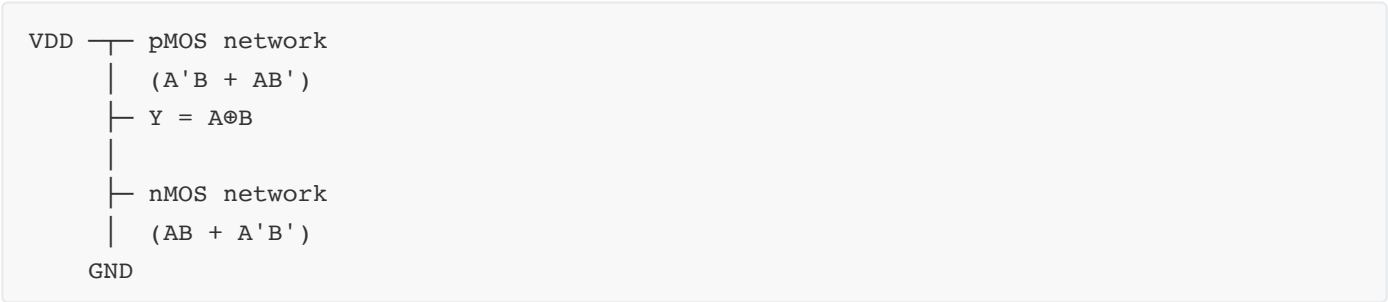 VDD ─┬─ pMOS network
│ (A'B + AB')
├─ Y = A⊕B
│
├─ nMOS network
│ (AB + A'B')
GND